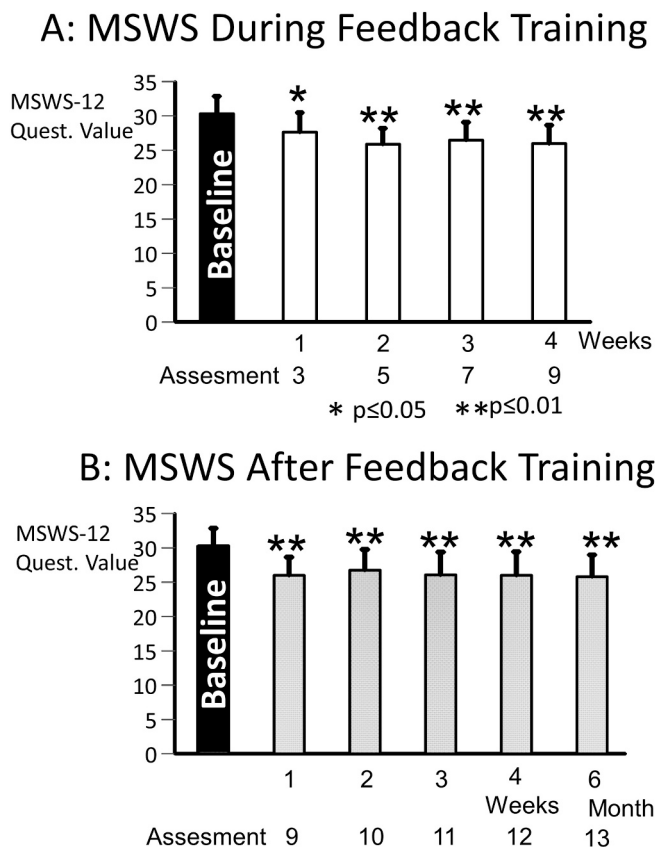 A: MSWS During Feedback Training
MSWS-12
Quest. Value
35
30
25
20
15
10
5
0
Baseline
*
**
**
**
1 2 3 4 Weeks
Assesment 3 5 7 9
* p≤0.05 **p≤0.01
B: MSWS After Feedback Training
MSWS-12
Quest. Value
35
30
25
20
15
10
5
0
Baseline
**
**
**
**
**
1 2 3 4 6
Weeks Month
Assesment 9 10 11 12 13